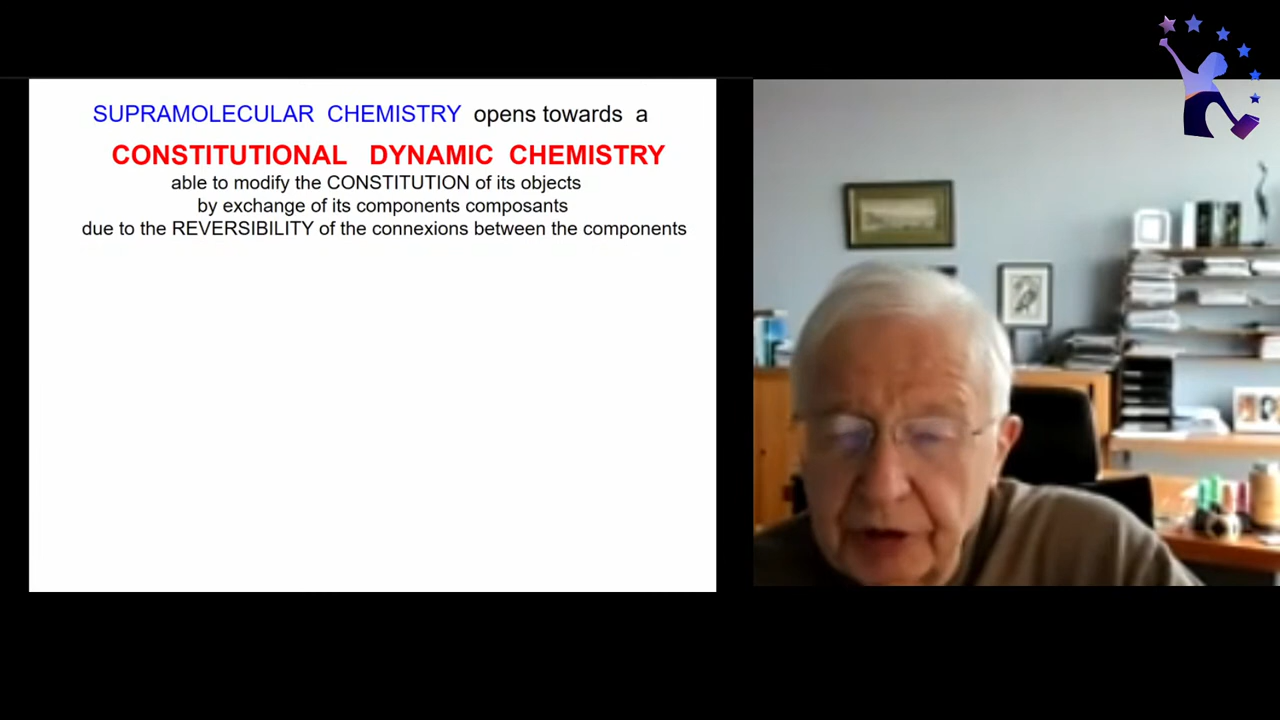 SUPRAMOLECULAR CHEMISTRY opens towards a
CONSTITUTIONAL DYNAMIC CHEMISTRY
able to modify the CONSTITUTION of its objects
by exchange of its components composants
due to the REVERSIBILITY of the connexions between the components